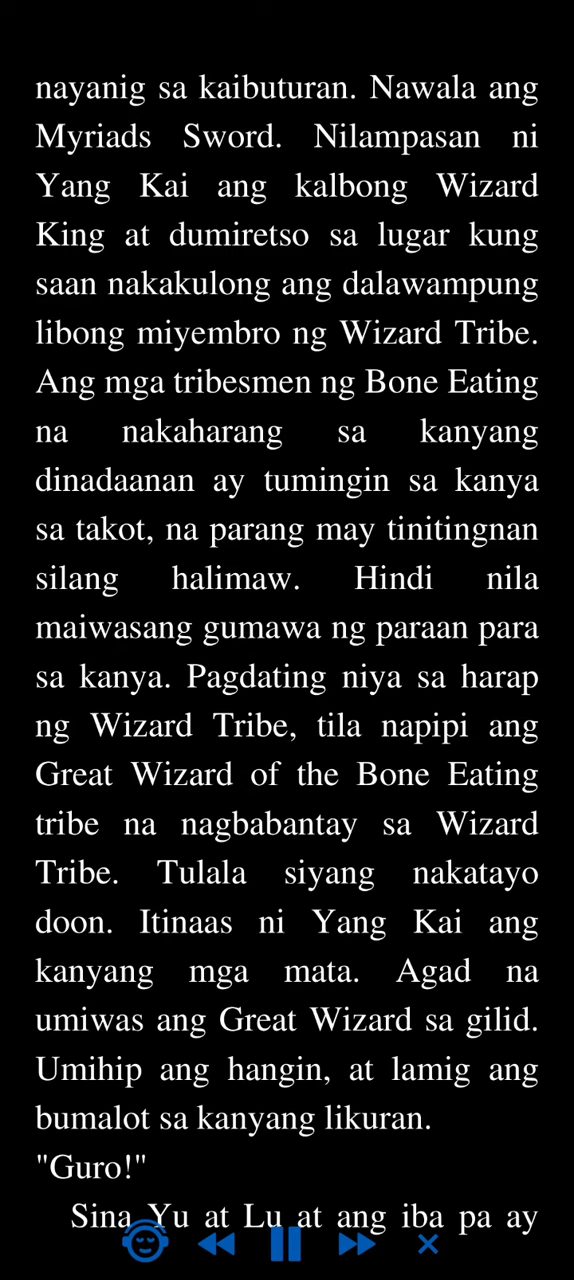 nayanig sa kaibuturan. Nawala ang
Myriads Sword. Nilampasan ni
Yang Kai ang kalbong Wizard
King at dumiretso sa lugar kung
saan nakakulong ang dalawampung
libong miyembro ng Wizard Tribe.
Ang mga tribesmen ng Bone Eating
na nakaharang sa kanyang
dinadaanan ay tumingin sa kanya
sa takot, na parang may tinitingnan
silang halimaw. Hindi nila
maiwasang gumawa ng paraan para
sa kanya. Pagdating niya sa harap
ng Wizard Tribe, tila napipi ang
Great Wizard of the Bone Eating
tribe na nagbabantay sa Wizard
Tribe. Tulala siyang nakatayo
doon. Itinaas ni Yang Kai ang
kanyang mga mata. Agad na
umiwas ang Great Wizard sa gilid.
Umihip ang hangin, at lamig ang
bumalot sa kanyang likuran.
"Guro!"
Sina Yu at Lu at ang iba pa ay